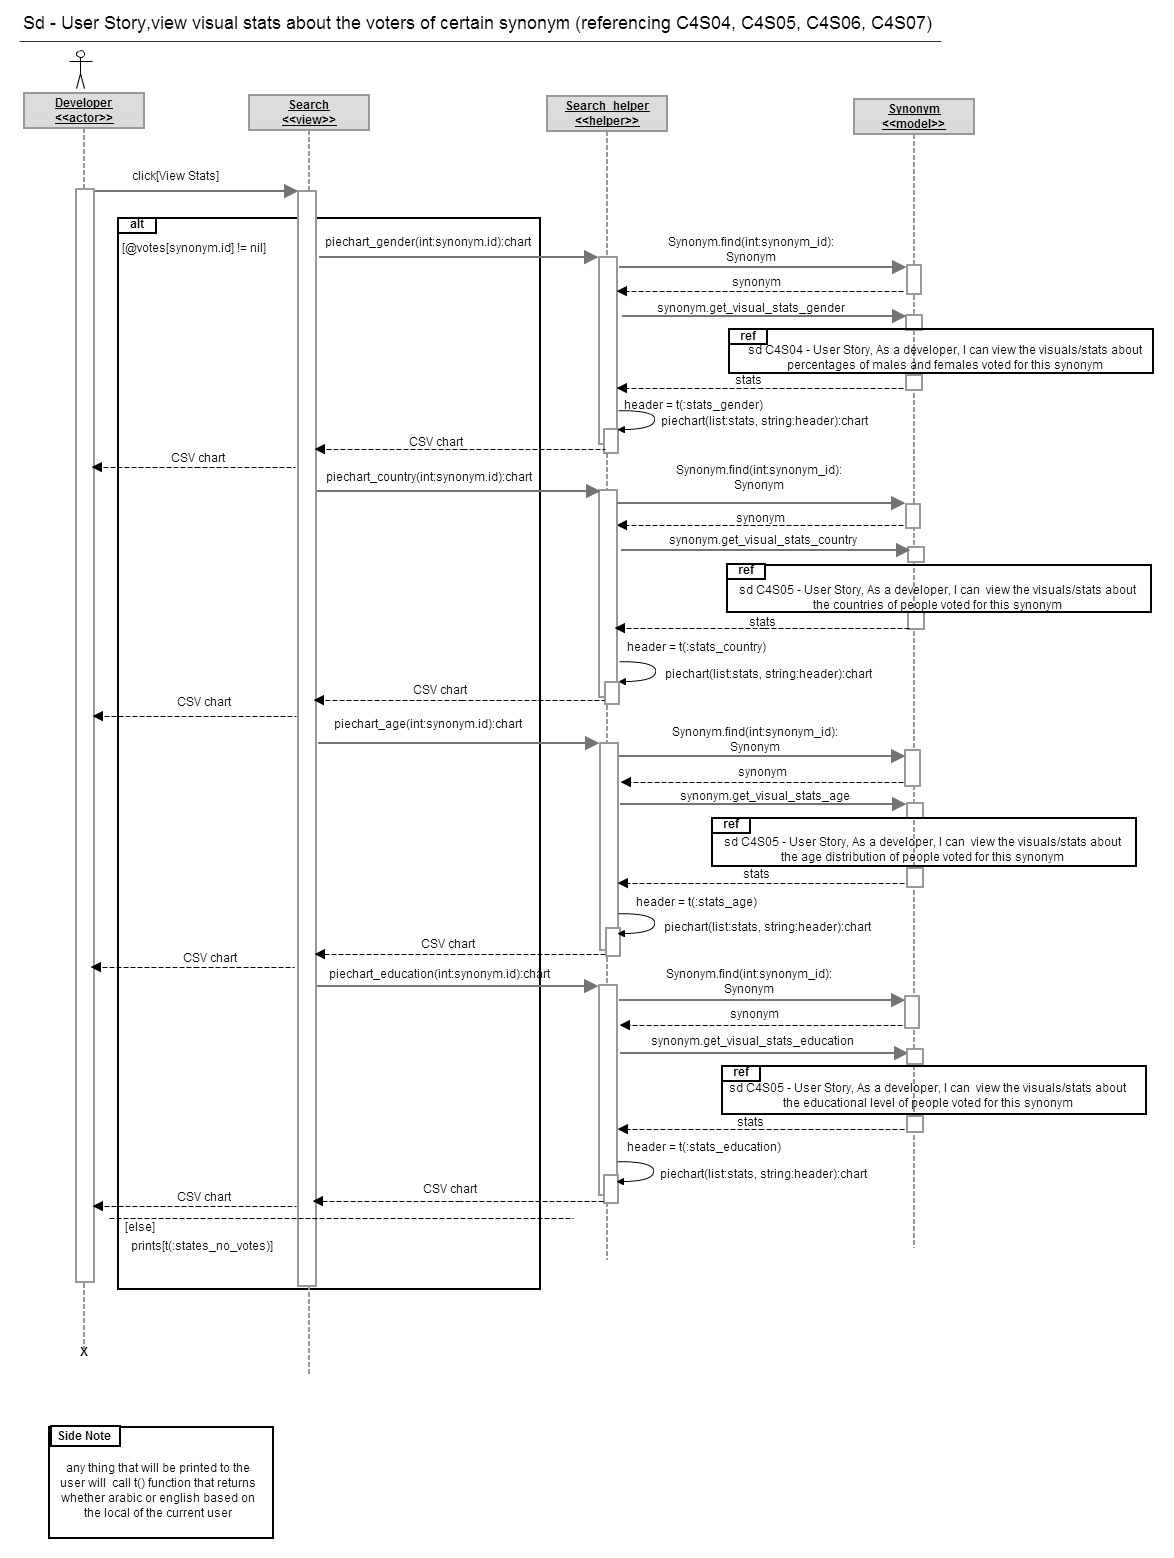 Sd - User Story,view visual stats about the voters of certain synonym (referencing C4S04, C4S05, C4S06, C4S07)
Developer
<<actor>>
Search
<<view>>
Search_helper
<<helper>>
Synonym
<<model>>
click[View Stats]
alt
[@votes[synonym.id] != nil]
piechart_gender(int:synonym.id):chart
Synonym.find(int:synonym_id):
Synonym
synonym
synonym.get_visual_stats_gender
ref
sd C4S04 - User Story, As a developer, I can view the visuals/stats about
percentages of males and females voted for this synonym
stats
header = t(:stats_gender)
piechart(list:stats, string:header):chart
CSV chart
CSV chart
piechart_country(int:synonym.id):chart
Synonym.find(int:synonym_id):
Synonym
synonym
synonym.get_visual_stats_country
ref
sd C4S05 - User Story, As a developer, I can  view the visuals/stats about
the countries of people voted for this synonym
stats
header = t(:stats_country)
piechart(list:stats, string:header):chart
CSV chart
CSV chart
piechart_age(int:synonym.id):chart
Synonym.find(int:synonym_id):
Synonym
synonym
synonym.get_visual_stats_age
ref
sd C4S05 - User Story, As a developer, I can  view the visuals/stats about
the age distribution of people voted for this synonym
stats
header = t(:stats_age)
piechart(list:stats, string:header):chart
CSV chart
CSV chart
piechart_education(int:synonym.id):chart
Synonym.find(int:synonym_id):
Synonym
synonym
synonym.get_visual_stats_education
ref
sd C4S05 - User Story, As a developer, I can  view the visuals/stats about
the educational level of people voted for this synonym
stats
header = t(:stats_education)
piechart(list:stats, string:header):chart
CSV chart
CSV chart
[else]
prints[t(:states_no_votes)]
X
Side Note
any thing that will be printed to the
user will  call t() function that returns
whether arabic or english based on
the local of the current user